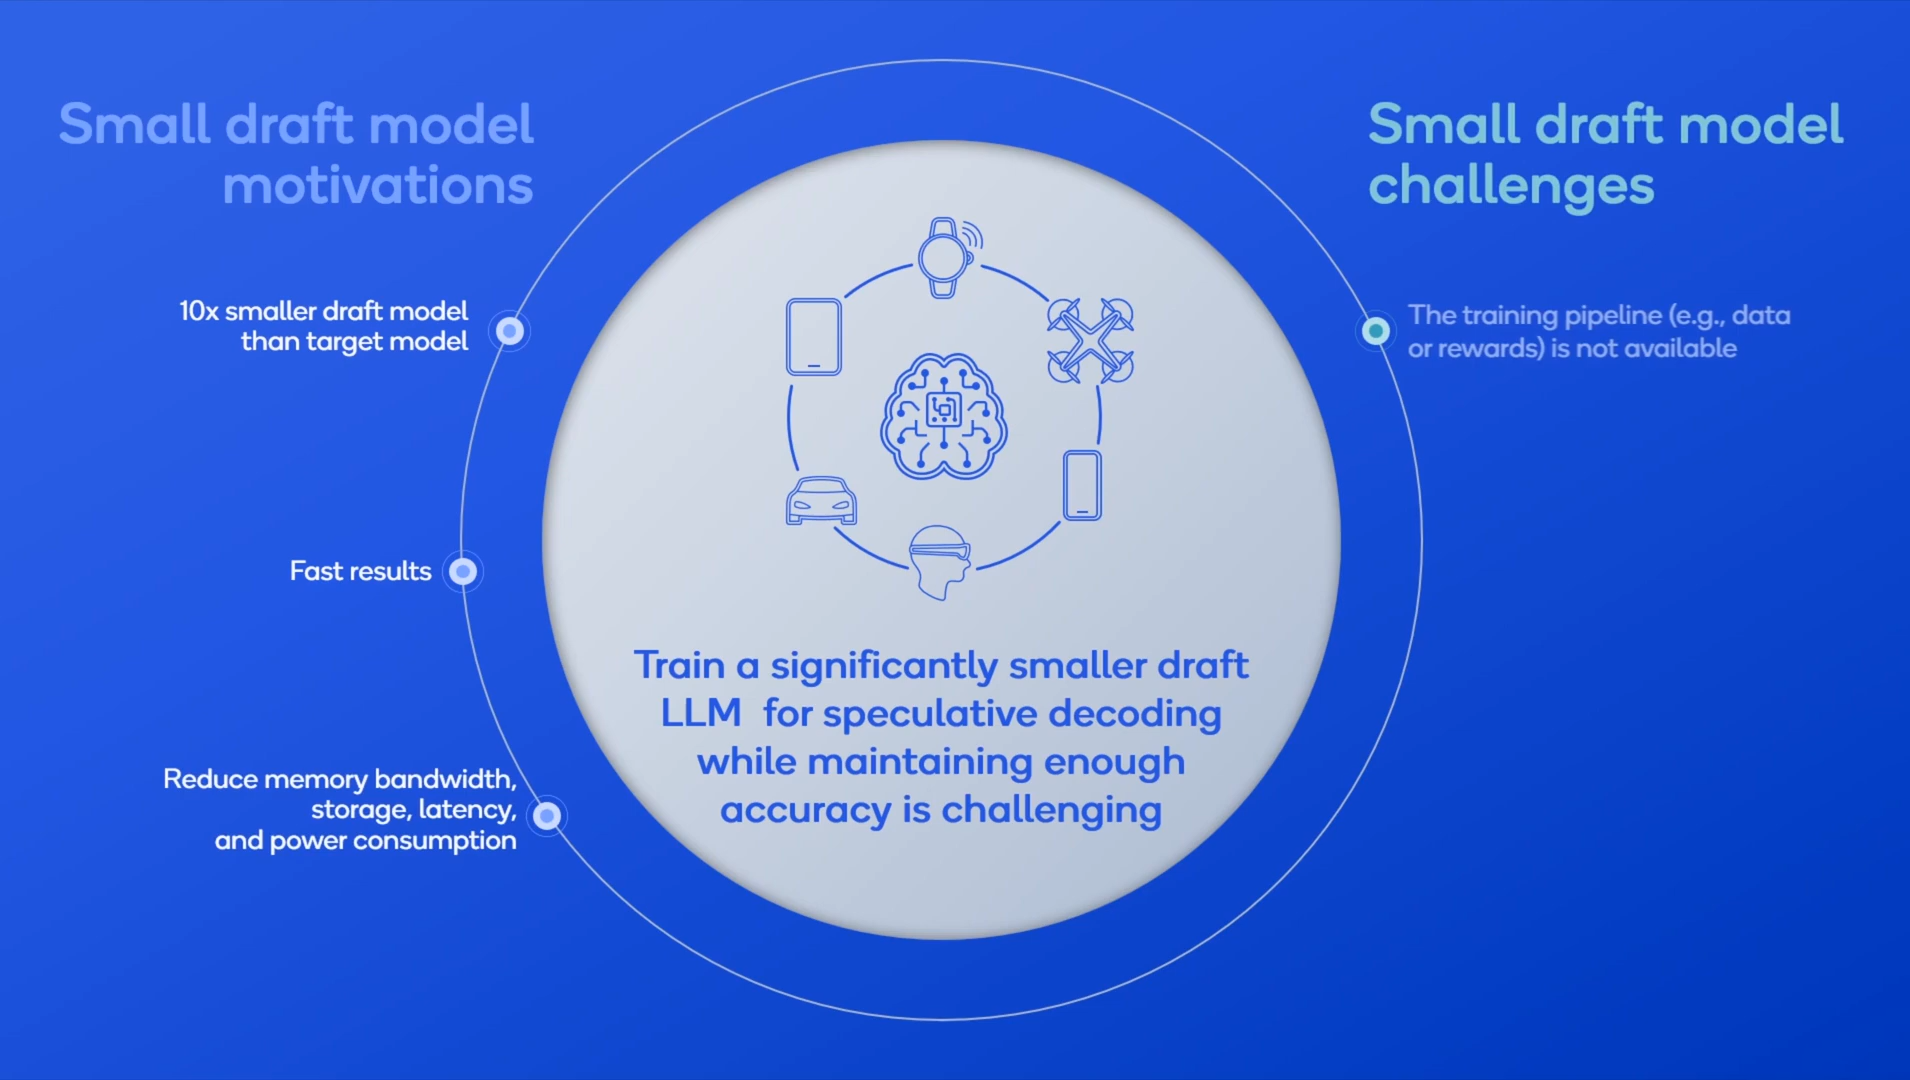 Small draft model
motivations
10x smaller draft model
than target model
Fast results
Reduce memory bandwidth,
storage, latency,
and power consumption
Train a significantly smaller draft
LLM for speculative decoding
while maintaining enough
accuracy is challenging
Small draft model
challenges
The training pipeline (e.g., data
or rewards) is not available